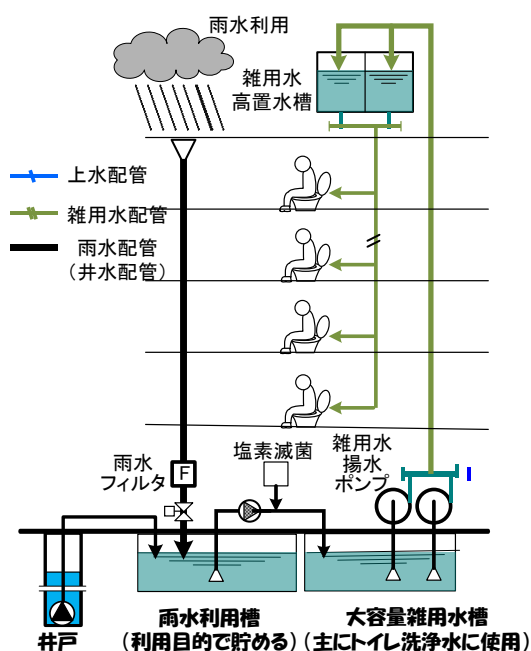 雨水利用
雑用水
高置水槽
上水配管
雑用水配管
雨水配管
(井水配管)
雨水
フィルタ
F
塩素滅菌
雑用水
揚水
ポンプ
井戸
雨水利用槽
(利用目的で貯める)
大容量雑用水槽
(主にトイレ洗浄水に使用)